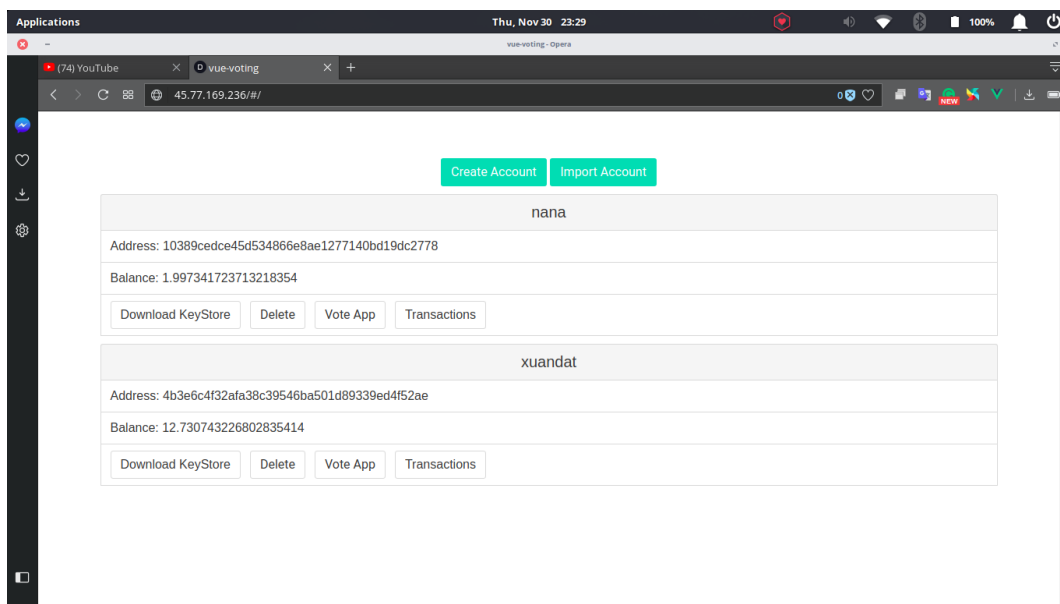 Applications Thu, Nov 30 23:29 100%
vue-voting - Opera
(74) YouTube vue-voting
45.77.169.236/#/ 0 NEW
Create Account Import Account
nana
Address: 10389cedce45d534866e8ae1277140bd19dc2778
Balance: 1.997341723713218354
Download KeyStore Delete Vote App Transactions
xuandat
Address: 4b3e6c4f32afa38c39546ba501d89339ed4f52ae
Balance: 12.730743226802835414
Download KeyStore Delete Vote App Transactions